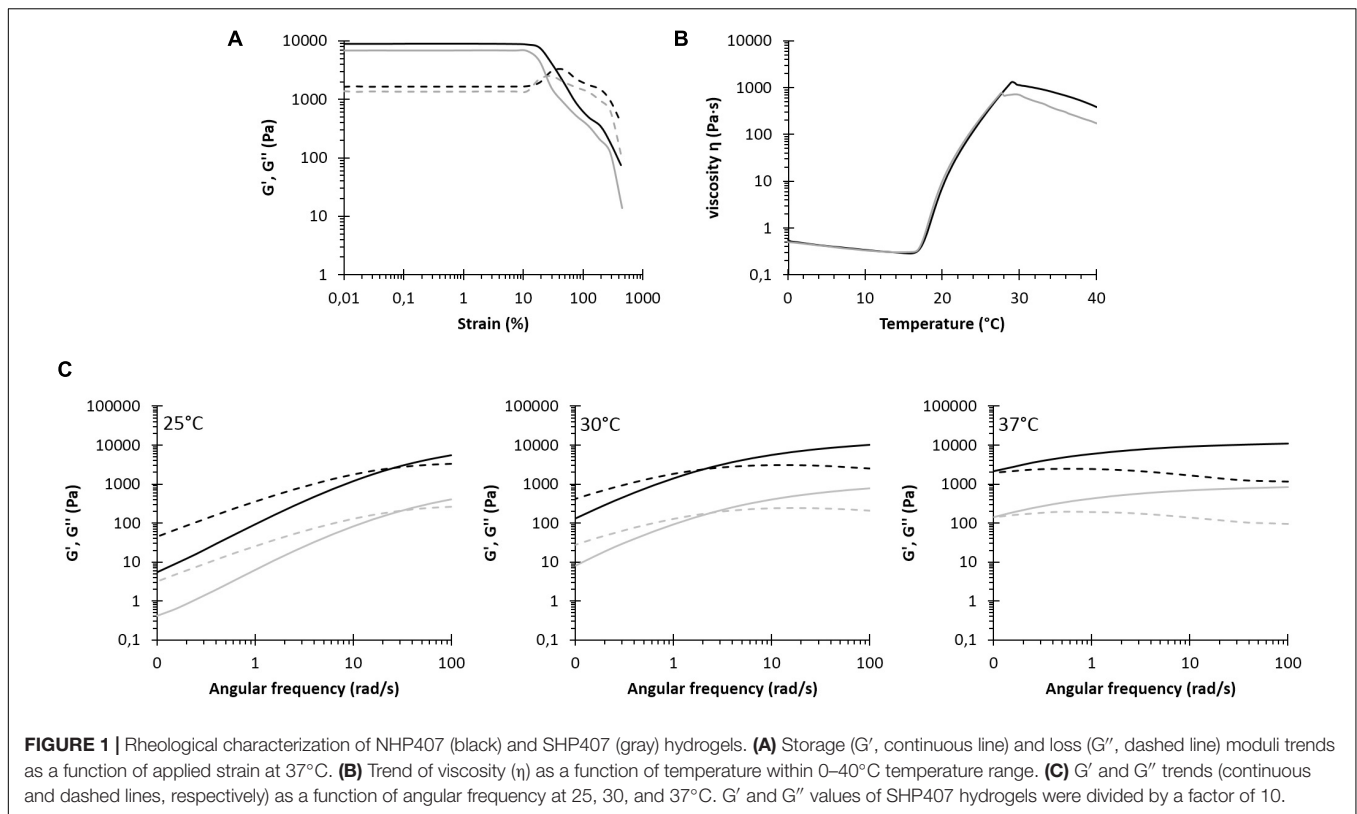 A
10000
1000
100
10
1
G', G'' (Pa)
0,01 0,1 1 10 100 1000
Strain (%)
B
10000
1000
100
10
1
0,1
viscosity η (Pa·s)
0 10 20 30 40
Temperature (°C)
C
25°C
100000
10000
1000
100
10
1
0,1
G', G'' (Pa)
0 1 10 100
Angular frequency (rad/s)
30°C
100000
10000
1000
100
10
1
0,1
G', G'' (Pa)
0 1 10 100
Angular frequency (rad/s)
37°C
100000
10000
1000
100
10
1
0,1
G', G'' (Pa)
0 1 10 100
Angular frequency (rad/s)
FIGURE 1 | Rheological characterization of NHP407 (black) and SHP407 (gray) hydrogels. (A) Storage (G′, continuous line) and loss (G″, dashed line) moduli trends
as a function of applied strain at 37°C. (B) Trend of viscosity (η) as a function of temperature within 0–40°C temperature range. (C) G′ and G″ trends (continuous
and dashed lines, respectively) as a function of angular frequency at 25, 30, and 37°C. G′ and G″ values of SHP407 hydrogels were divided by a factor of 10.